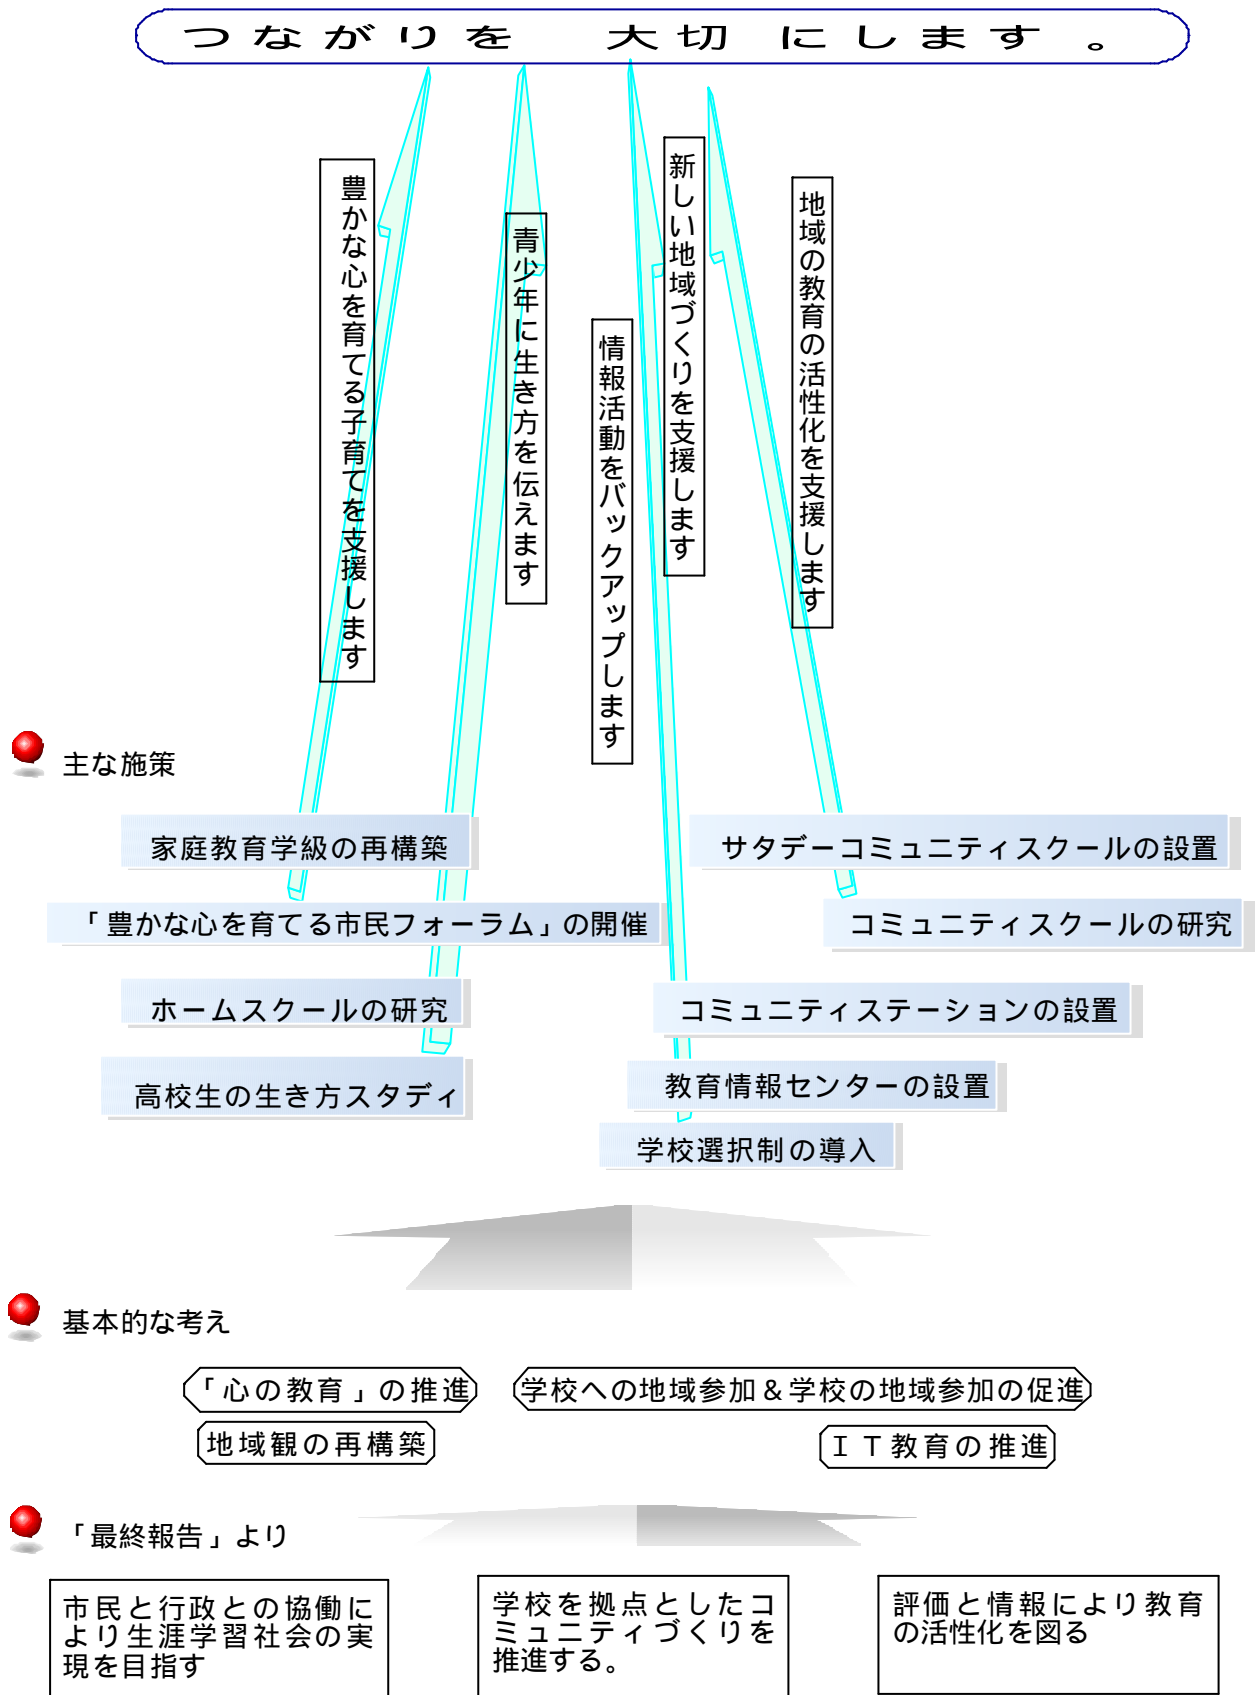 つながりを　大切にします。
豊かな心を育てる子育てを支援します
青少年に生き方を伝えます
情報活動をバックアップします
新しい地域づくりを支援します
地域の教育の活性化を支援します
主な施策
家庭教育学級の再構築
サタデーコミュニティスクールの設置
「豊かな心を育てる市民フォーラム」の開催
コミュニティスクールの研究
ホームスクールの研究
コミュニティステーションの設置
高校生の生き方スタディ
教育情報センターの設置
学校選択制の導入
基本的な考え
「心の教育」の推進
学校への地域参加＆学校の地域参加の促進
地域観の再構築
ＩＴ教育の推進
「最終報告」より
市民と行政との協働に
より生涯学習社会の実
現を目指す
学校を拠点としたコ
ミュニティづくりを
推進する。
評価と情報により教育
の活性化を図る